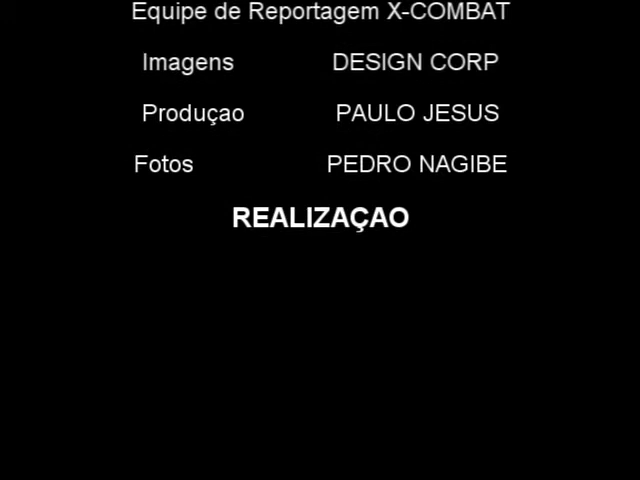 Equipe de Reportagem X-COMBAT
Imagens DESIGN CORP
Produçao PAULO JESUS
Fotos PEDRO NAGIBE
REALIZAÇAO